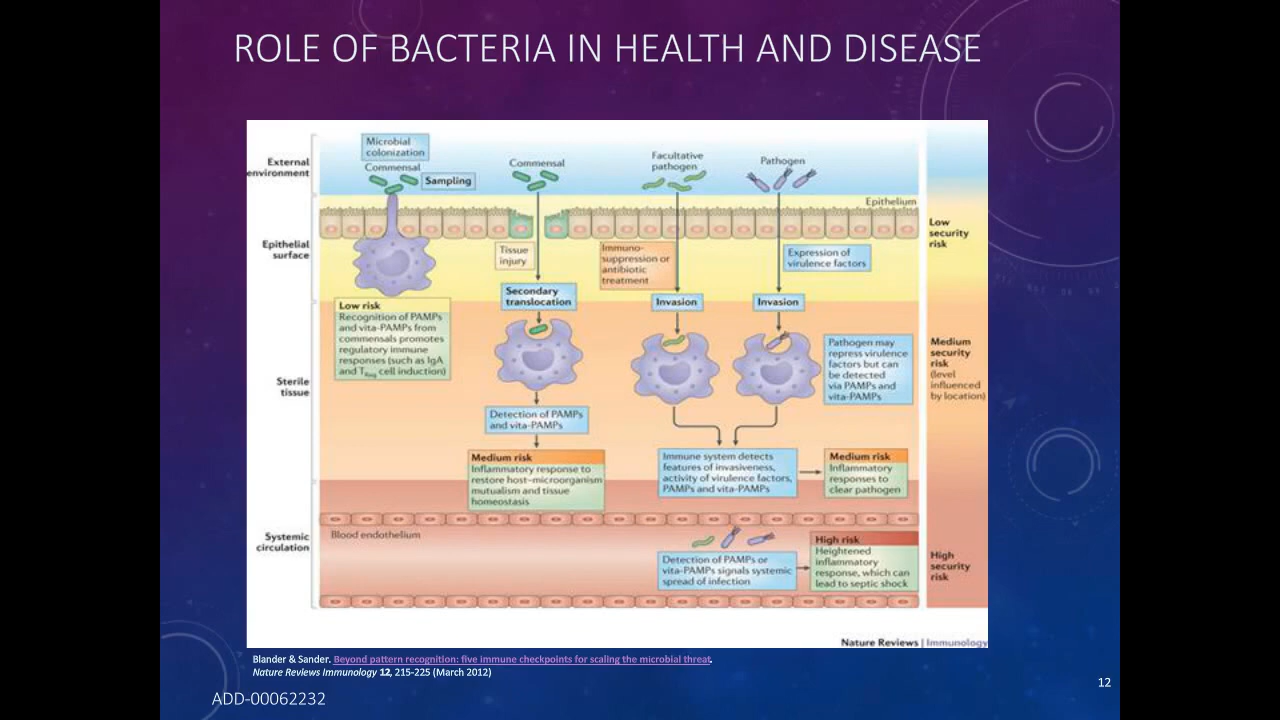 ROLE OF BACTERIA IN HEALTH AND DISEASE
External
environment
Microbial
colonization
Commensal
Sampling
Commensal
Facultative
pathogen
Pathogen
Epithelium
Epithelial
surface
Tissue
injury
Immuno-
suppression or
antibiotic
treatment
Expression of
virulence factors
Low
security
risk
Secondary
translocation
Invasion
Invasion
Low risk
Recognition of PAMPs
and vita-PAMPs from
commensals promotes
regulatory immune
responses (such as IgA
and TReg cell induction)
Sterile
tissue
Pathogen may
repress virulence
factors but can
be detected
via PAMPs and
vita-PAMPs
Medium
security
risk
(level
influenced
by location)
Detection of PAMPs
and vita-PAMPs
Medium risk
Inflammatory response to
restore host–microorganism
mutualism and tissue
homeostasis
Immune system detects
features of invasiveness,
activity of virulence factors,
PAMPs and vita-PAMPs
Medium risk
Inflammatory
responses to
clear pathogen
Systemic
circulation
Blood endothelium
Detection of PAMPs or
vita-PAMPs signals systemic
spread of infection
High risk
Heightened
inflammatory
response, which can
lead to septic shock
High
security
risk
Nature Reviews | Immunology
Blander & Sander. Beyond pattern recognition: five immune checkpoints for scaling the microbial threat.
Nature Reviews Immunology 12, 215-225 (March 2012)
12
ADD-00062232